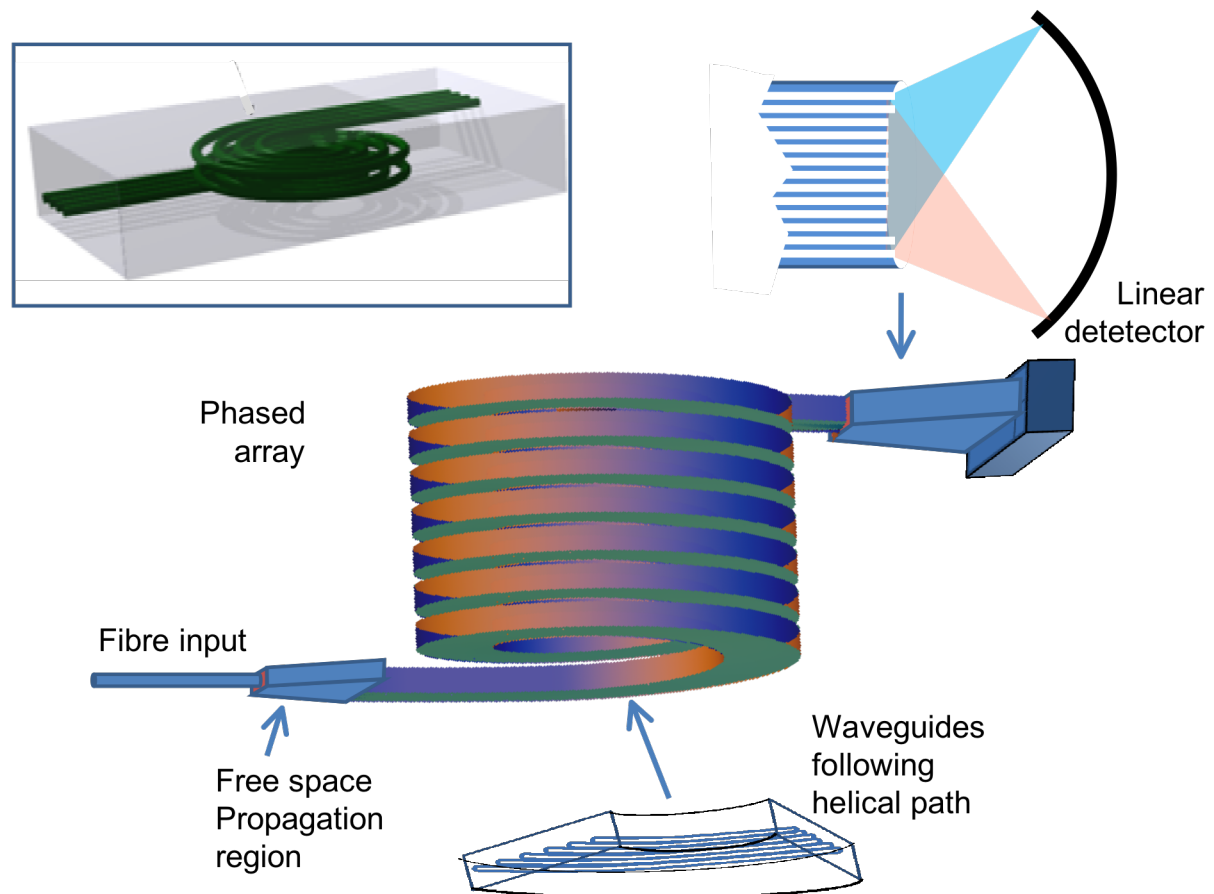 Linear
detetector
Phased
array
Fibre input
Free space
Propagation
region
Waveguides
following
helical path